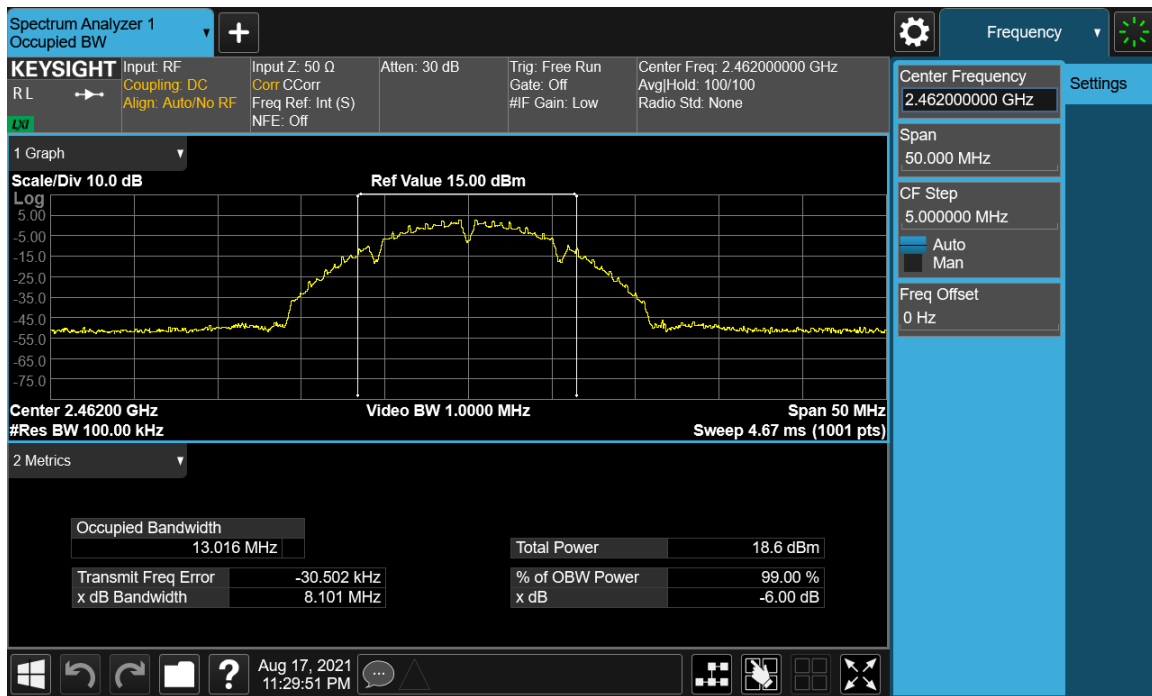 Spectrum Analyzer 1
Occupied BW
+
Frequency
KEYSIGHT
R L
LXI
Input: RF
Coupling: DC
Align: Auto/No RF
Input Z: 50 Ω
Corr CCorr
Freq Ref: Int (S)
NFE: Off
Atten: 30 dB
Trig: Free Run
Gate: Off
#IF Gain: Low
Center Freq: 2.462000000 GHz
Avg|Hold: 100/100
Radio Std: None
Center Frequency
2.462000000 GHz
Settings
Span
50.000 MHz
CF Step
5.000000 MHz
Auto
Man
Freq Offset
0 Hz
1 Graph
Scale/Div 10.0 dB
Ref Value 15.00 dBm
Log
5.00
-5.00
-15.0
-25.0
-35.0
-45.0
-55.0
-65.0
-75.0
Center 2.46200 GHz
Video BW 1.0000 MHz
Span 50 MHz
#Res BW 100.00 kHz
Sweep 4.67 ms (1001 pts)
2 Metrics
Occupied Bandwidth
13.016 MHz
Total Power 18.6 dBm
Transmit Freq Error -30.502 kHz
% of OBW Power 99.00 %
x dB Bandwidth 8.101 MHz
x dB -6.00 dB
?
Aug 17, 2021
11:29:51 PM